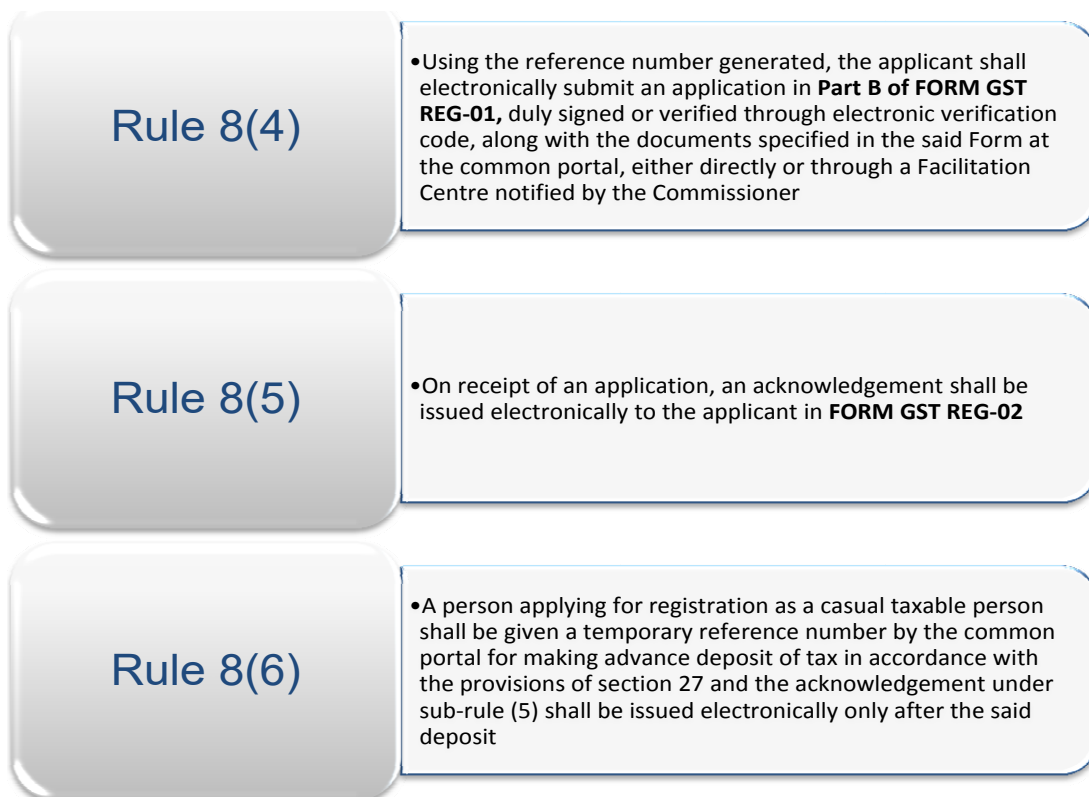 Rule 8(4)
•Using the reference number generated, the applicant shall
electronically submit an application in Part B of FORM GST
REG-01, duly signed or verified through electronic verification
code, along with the documents specified in the said Form at
the common portal, either directly or through a Facilitation
Centre notified by the Commissioner
Rule 8(5)
•On receipt of an application, an acknowledgement shall be
issued electronically to the applicant in FORM GST REG-02
Rule 8(6)
•A person applying for registration as a casual taxable person
shall be given a temporary reference number by the common
portal for making advance deposit of tax in accordance with
the provisions of section 27 and the acknowledgement under
sub-rule (5) shall be issued electronically only after the said
deposit